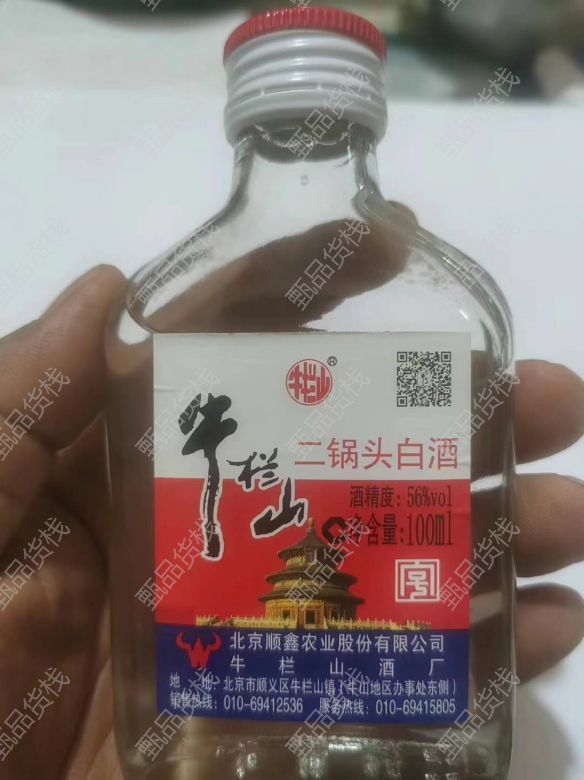 牛栏山
®
牛栏山
二锅头白酒
酒精度: 56%vol
净含量:100ml
北京顺鑫农业股份有限公司
牛栏山酒厂
地 址: 北京市顺义区牛栏山镇(牛山地区办事处东侧)
销售热线: 010-69412536 服务热线: 010-69415805
甄品货栈